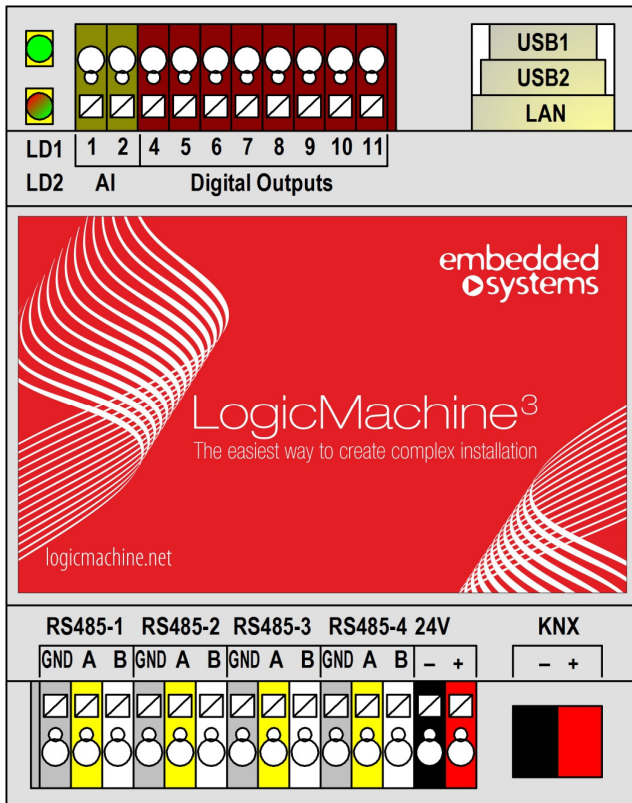 USB1
USB2
LAN
LD1 1 2 4 5 6 7 8 9 10 11
LD2 AI Digital Outputs
embedded
systems
LogicMachine³
The easiest way to create complex installation
logicmachine.net
RS485-1 RS485-2 RS485-3 RS485-4 24V KNX
GND A B GND A B GND A B GND A B – + – +